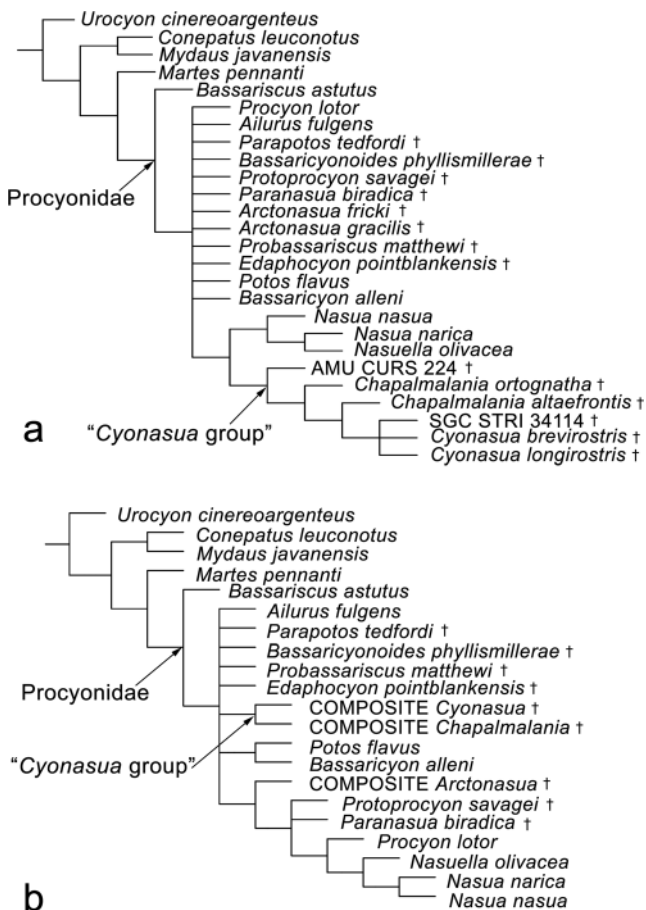 Urocyon cinereoargenteus
Conepatus leuconotus
Mydaus javanensis
Martes pennanti
Bassariscus astutus
Procyon lotor
Ailurus fulgens
Parapotos tedfordi †
Bassaricyonoides phyllismillerae †
Protoprocyon savagei †
Procyonidae
Paranasua biradica †
Arctonasua fricki †
Arctonasua gracilis †
Probassariscus matthewi †
Edaphocyon pointblankensis †
Potos flavus
Bassaricyon alleni
Nasua nasua
Nasua narica
Nasuella olivacea
AMU CURS 224 †
Chapalmalania ortognatha †
Chapalmalania altaefrontis †
SGC STRI 34114 †
a
"Cyonasua group"
Cyonasua brevirostris †
Cyonasua longirostris †
Urocyon cinereoargenteus
Conepatus leuconotus
Mydaus javanensis
Martes pennanti
Bassariscus astutus
Ailurus fulgens
Parapotos tedfordi †
Bassaricyonoides phyllismillerae †
Probassariscus matthewi †
Procyonidae
Edaphocyon pointblankensis †
COMPOSITE Cyonasua †
COMPOSITE Chapalmalania †
"Cyonasua group"
Potos flavus
Bassaricyon alleni
COMPOSITE Arctonasua †
Protoprocyon savagei †
Paranasua biradica †
Procyon lotor
Nasuella olivacea
Nasua narica
Nasua nasua
b